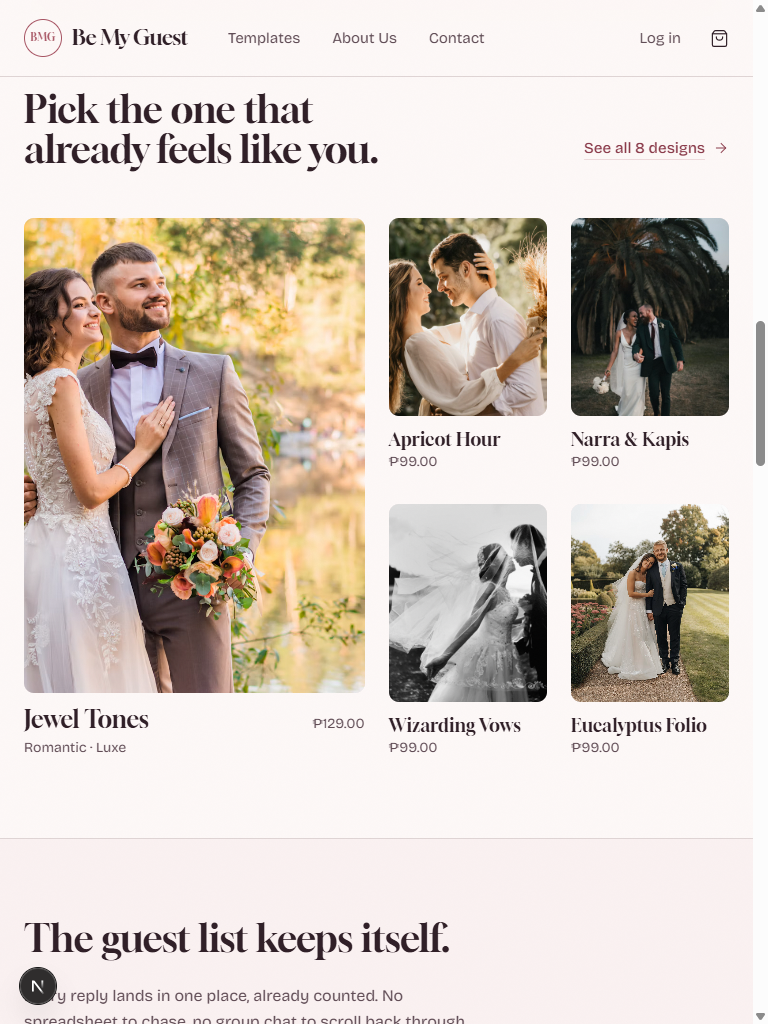 BMG
Be My Guest
Templates
About Us
Contact
Log in
Pick the one that
already feels like you.
See all 8 designs →
Apricot Hour
₱99.00
Narra & Kapis
₱99.00
Jewel Tones
₱129.00
Romantic · Luxe
Wizarding Vows
₱99.00
Eucalyptus Folio
₱99.00
The guest list keeps itself.
N
reply lands in one place, already counted. No
spreadsheet to chase, no group chat to scroll back through